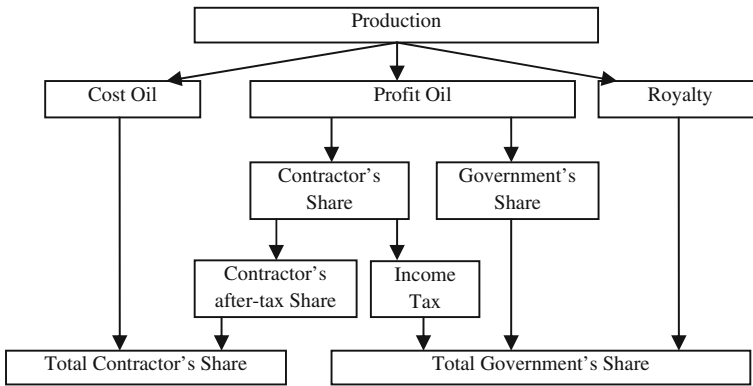 Production
Cost Oil
Profit Oil
Royalty
Contractor's
Share
Government's
Share
Contractor's
after-tax Share
Income
Tax
Total Contractor's Share
Total Government's Share